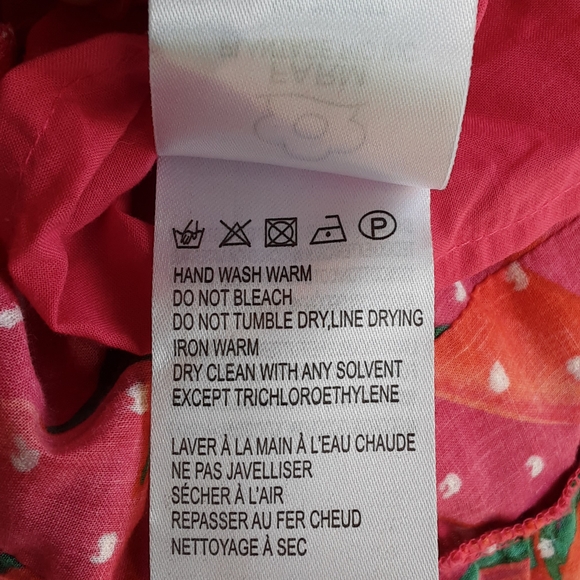 FARM
P
HAND WASH WARM
DO NOT BLEACH
DO NOT TUMBLE DRY,LINE DRYING
IRON WARM
DRY CLEAN WITH ANY SOLVENT
EXCEPT TRICHLOROETHYLENE
LAVER À LA MAIN À L'EAU CHAUDE
NE PAS JAVELLISER
SÉCHER À L'AIR
REPASSER AU FER CHEUD
NETTOYAGE À SEC